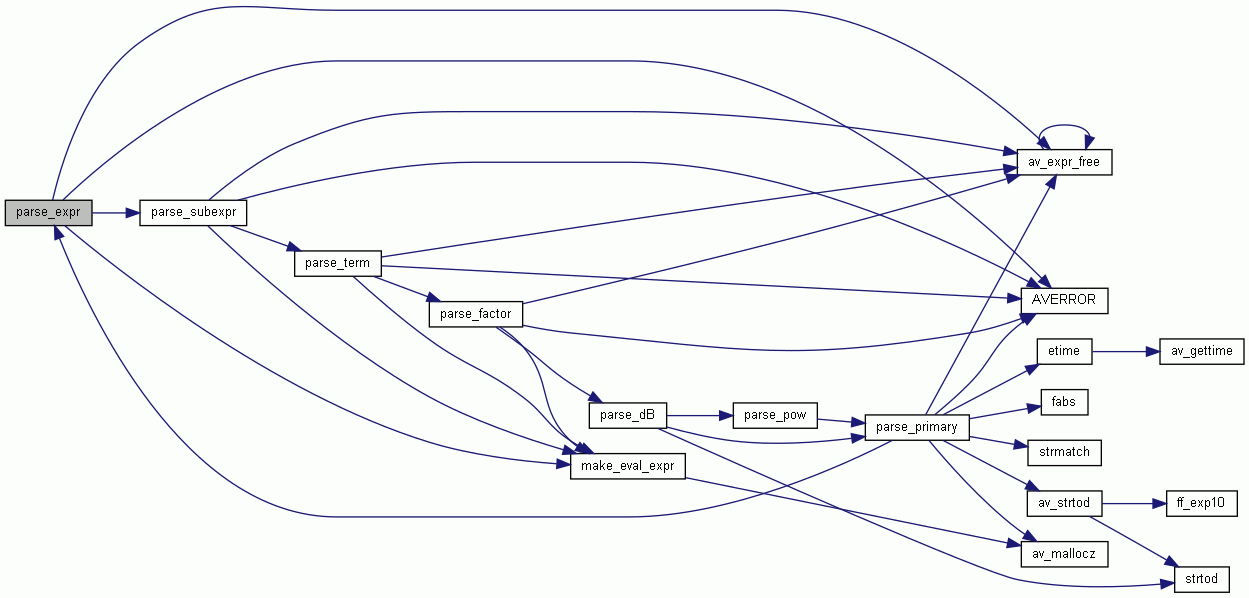 parse_expr
parse_subexpr
parse_term
parse_factor
parse_dB
make_eval_expr
parse_pow
parse_primary
av_expr_free
AVERROR
etime
av_gettime
fabs
strmatch
av_strtod
ff_exp10
av_mallocz
strtod